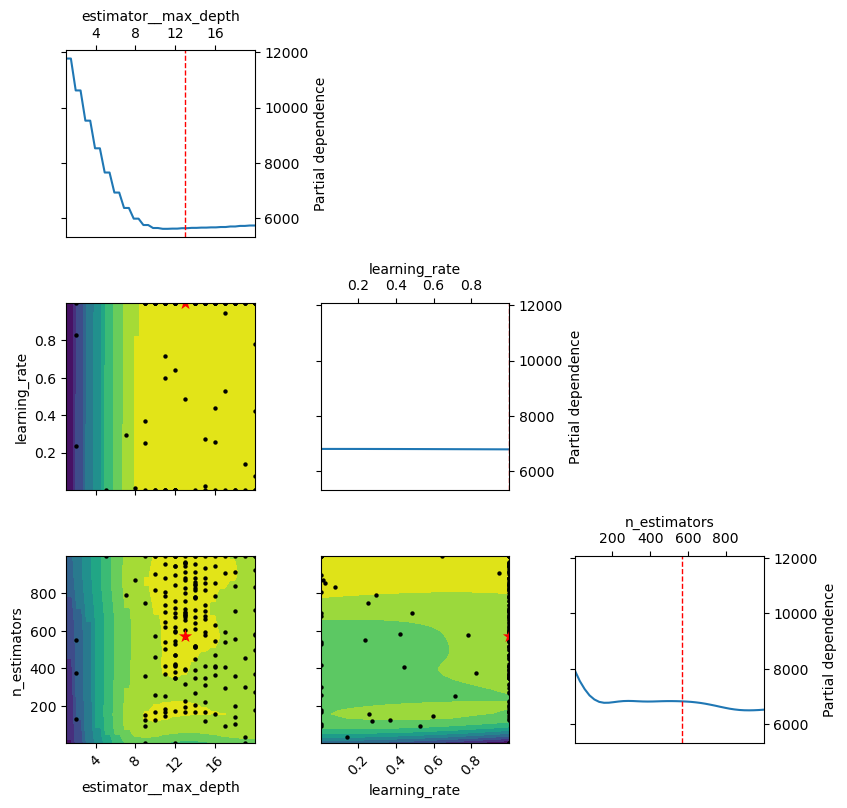 estimator__max_depth
4 8 12 16
12000
10000
8000
6000
Partial dependence
learning_rate
0.2 0.4 0.6 0.8
12000
10000
8000
6000
Partial dependence
learning_rate
0.8
0.6
0.4
0.2
n_estimators
200 400 600 800
12000
10000
8000
6000
Partial dependence
n_estimators
800
600
400
200
4 8 12 16
estimator__max_depth
0.2 0.4 0.6 0.8
learning_rate